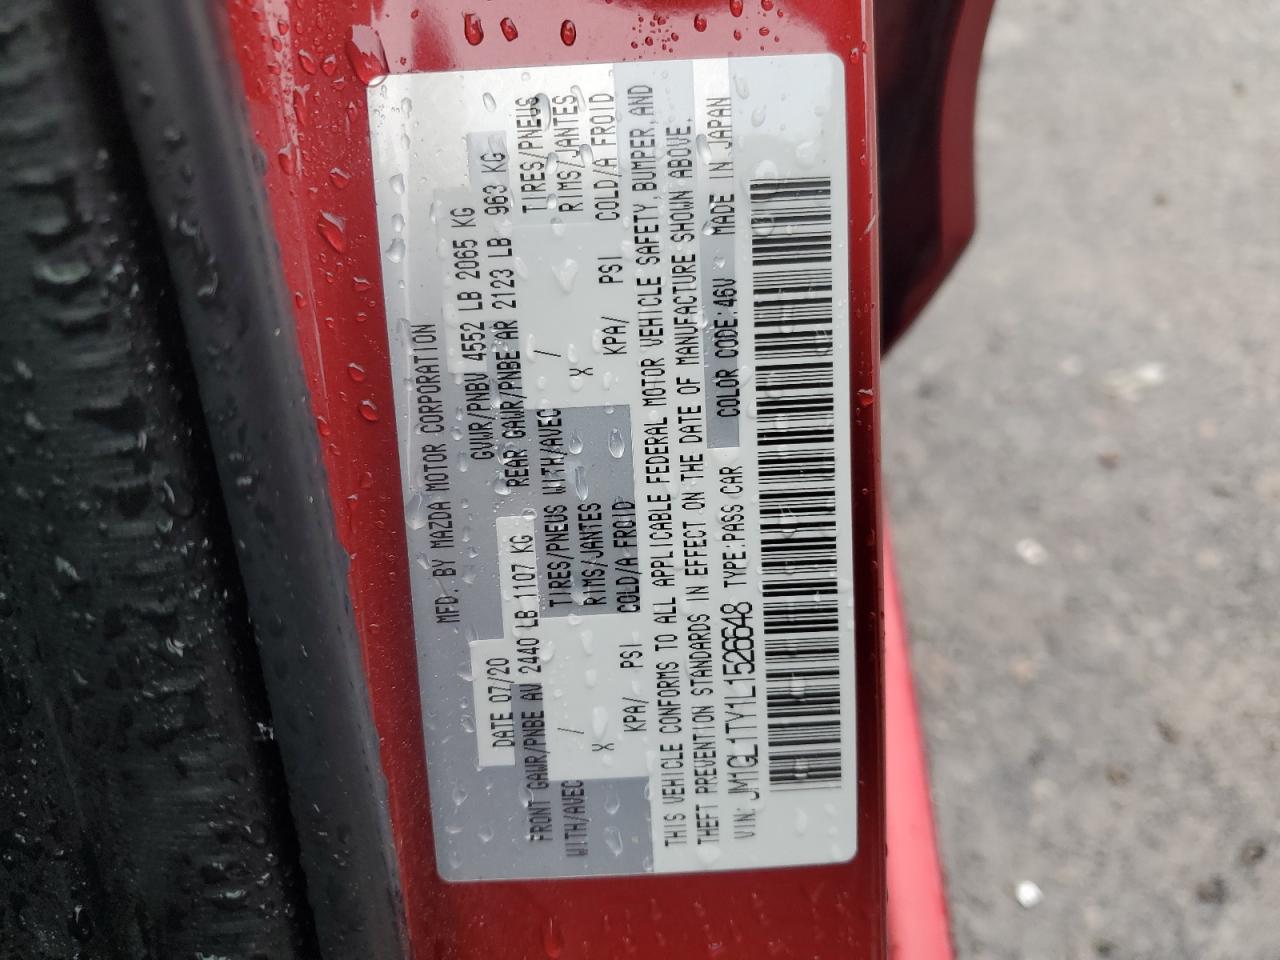 MFD. BY MAZDA MOTOR CORPORATION
DATE 07/20 GVWR/PNBV 4552 LB 2065 KG
FRONT GAWR/PNBE AV 2440 LB 1107 KG REAR GAWR/PNBE AR 2123 LB 963 KG
WITH/AVEC / TIRES/PNEUS WITH/AVEC / TIRES/PNEUS
X RIMS/JANTES X RIMS/JANTES
KPA/ PSI COLD/A FROID KPA/ PSI COLD/A FROID
THIS VEHICLE CONFORMS TO ALL APPLICABLE FEDERAL MOTOR VEHICLE SAFETY, BUMPER, AND
THEFT PREVENTION STANDARDS IN EFFECT ON THE DATE OF MANUFACTURE SHOWN ABOVE.
VIN: JM1GL1TY1L1526648 TYPE:PASS CAR COLOR CODE:46V MADE IN JAPAN